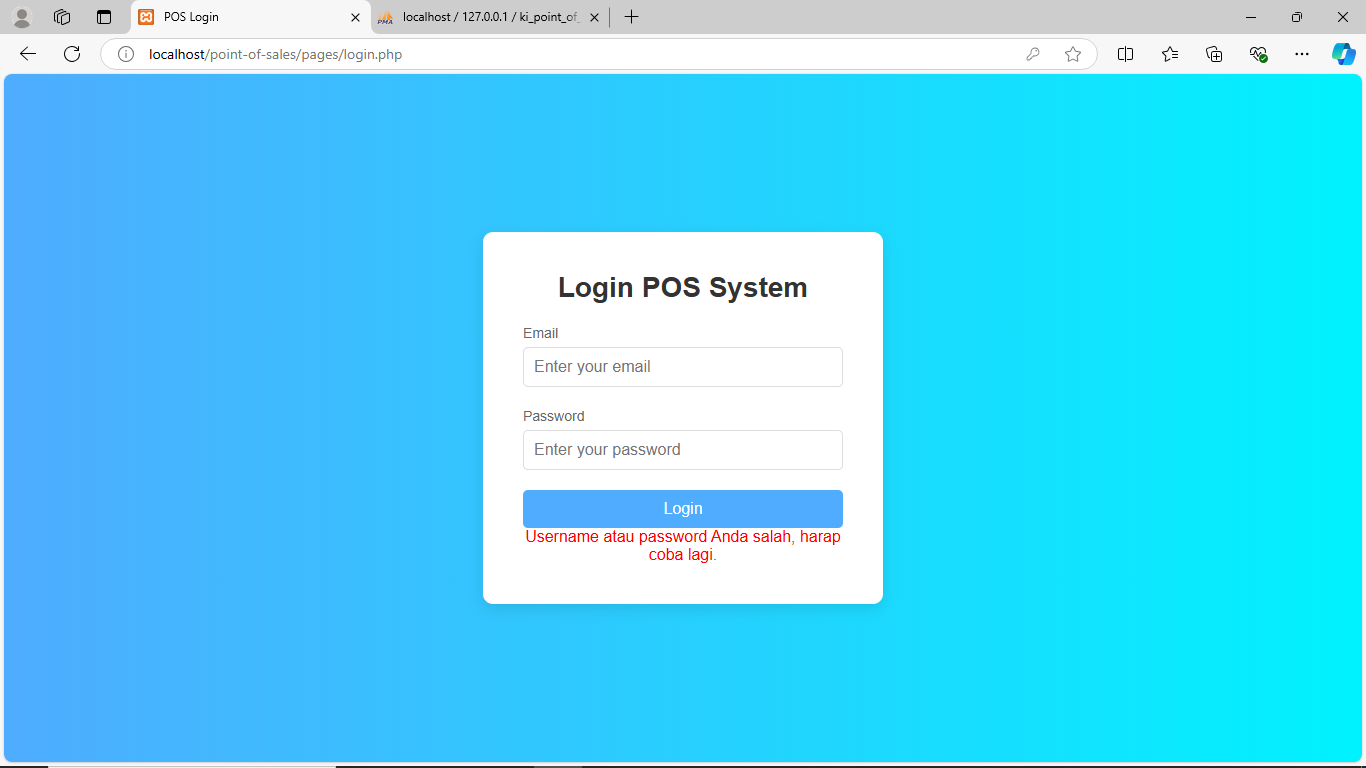 POS Login
localhost / 127.0.0.1 / ki_point_of_
localhost/point-of-sales/pages/login.php
Login POS System
Email
Enter your email
Password
Enter your password
Login
Username atau password Anda salah, harap
coba lagi.